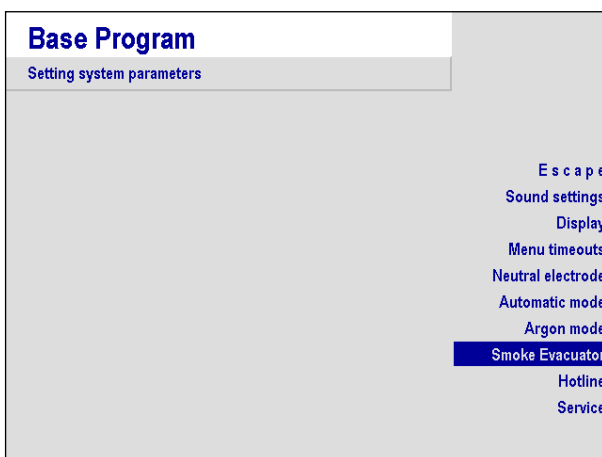 Base Program
Setting system parameters
E s c a p e
Sound settings
Display
Menu timeouts
Neutral electrode
Automatic mode
Argon mode
Smoke Evacuator
Hotline
Service